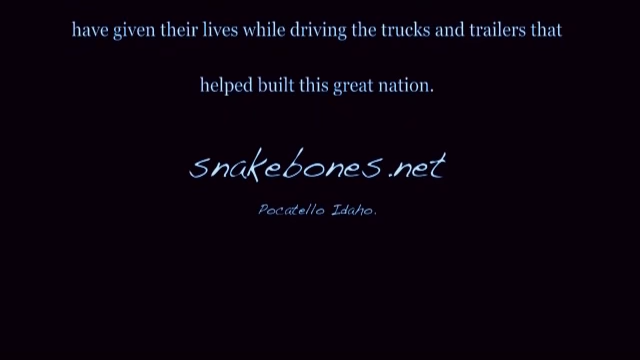 have given their lives while driving the trucks and trailers that
helped built this great nation.
snakebones.net
Pocatello Idaho.